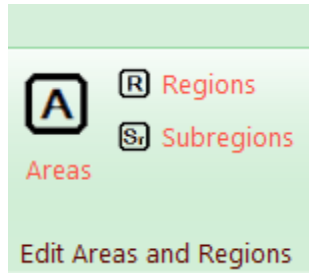 A
Areas
R Regions
Sr Subregions
Edit Areas and Regions